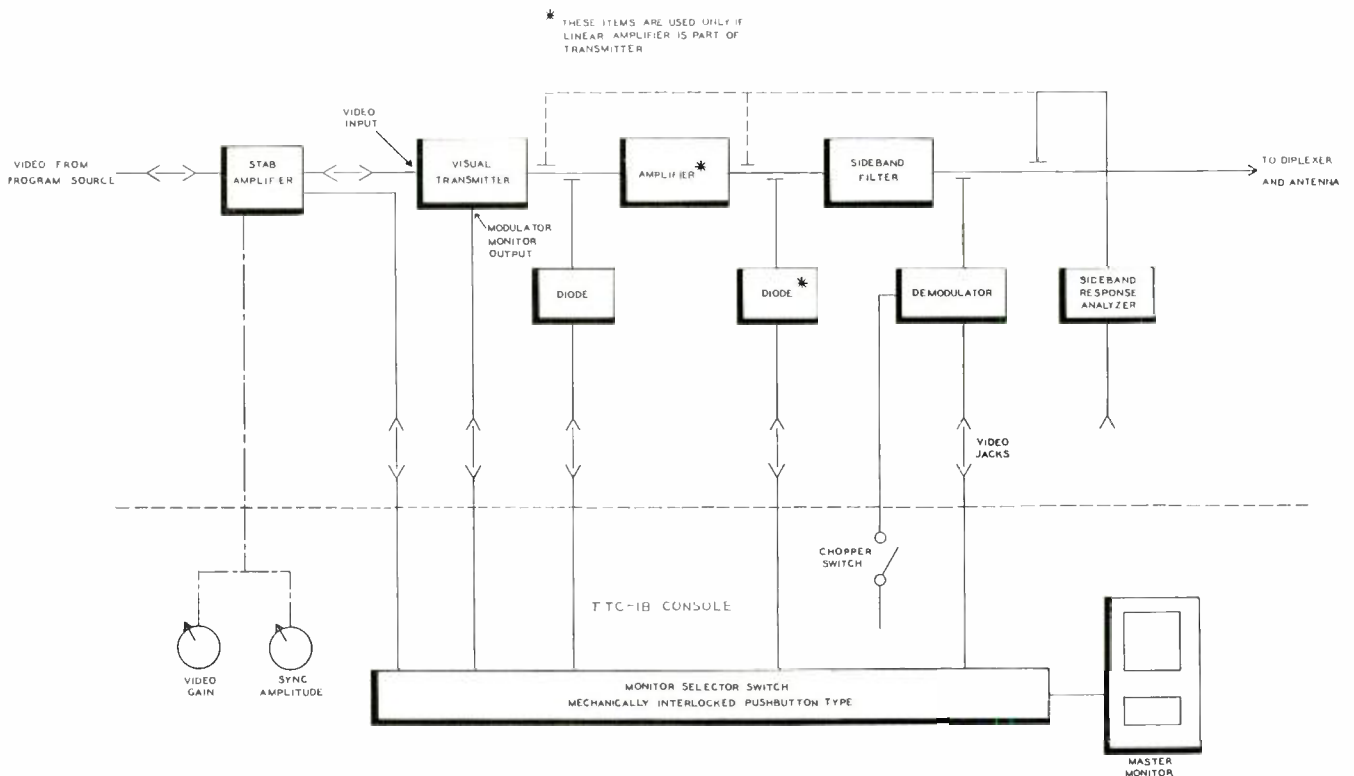 * THESE ITEMS ARE USED ONLY IF
LINEAR AMPLIFIER IS PART OF
TRANSMITTER
VIDEO
INPUT
VIDEO FROM
PROGRAM SOURCE
STAB
AMPLIFIER
VISUAL
TRANSMITTER
AMPLIFIER *
SIDEBAND
FILTER
TO DIPLEXER
AND ANTENNA
MODULATOR
MONITOR
OUTPUT
DIODE
DIODE *
DEMODULATOR
SIDEBAND
RESPONSE
ANALYZER
VIDEO
JACKS
CHOPPER
SWITCH
TTC-1B CONSOLE
VIDEO
GAIN
SYNC
AMPLITUDE
MONITOR SELECTOR SWITCH
MECHANICALLY INTERLOCKED PUSHBUTTON TYPE
MASTER
MONITOR